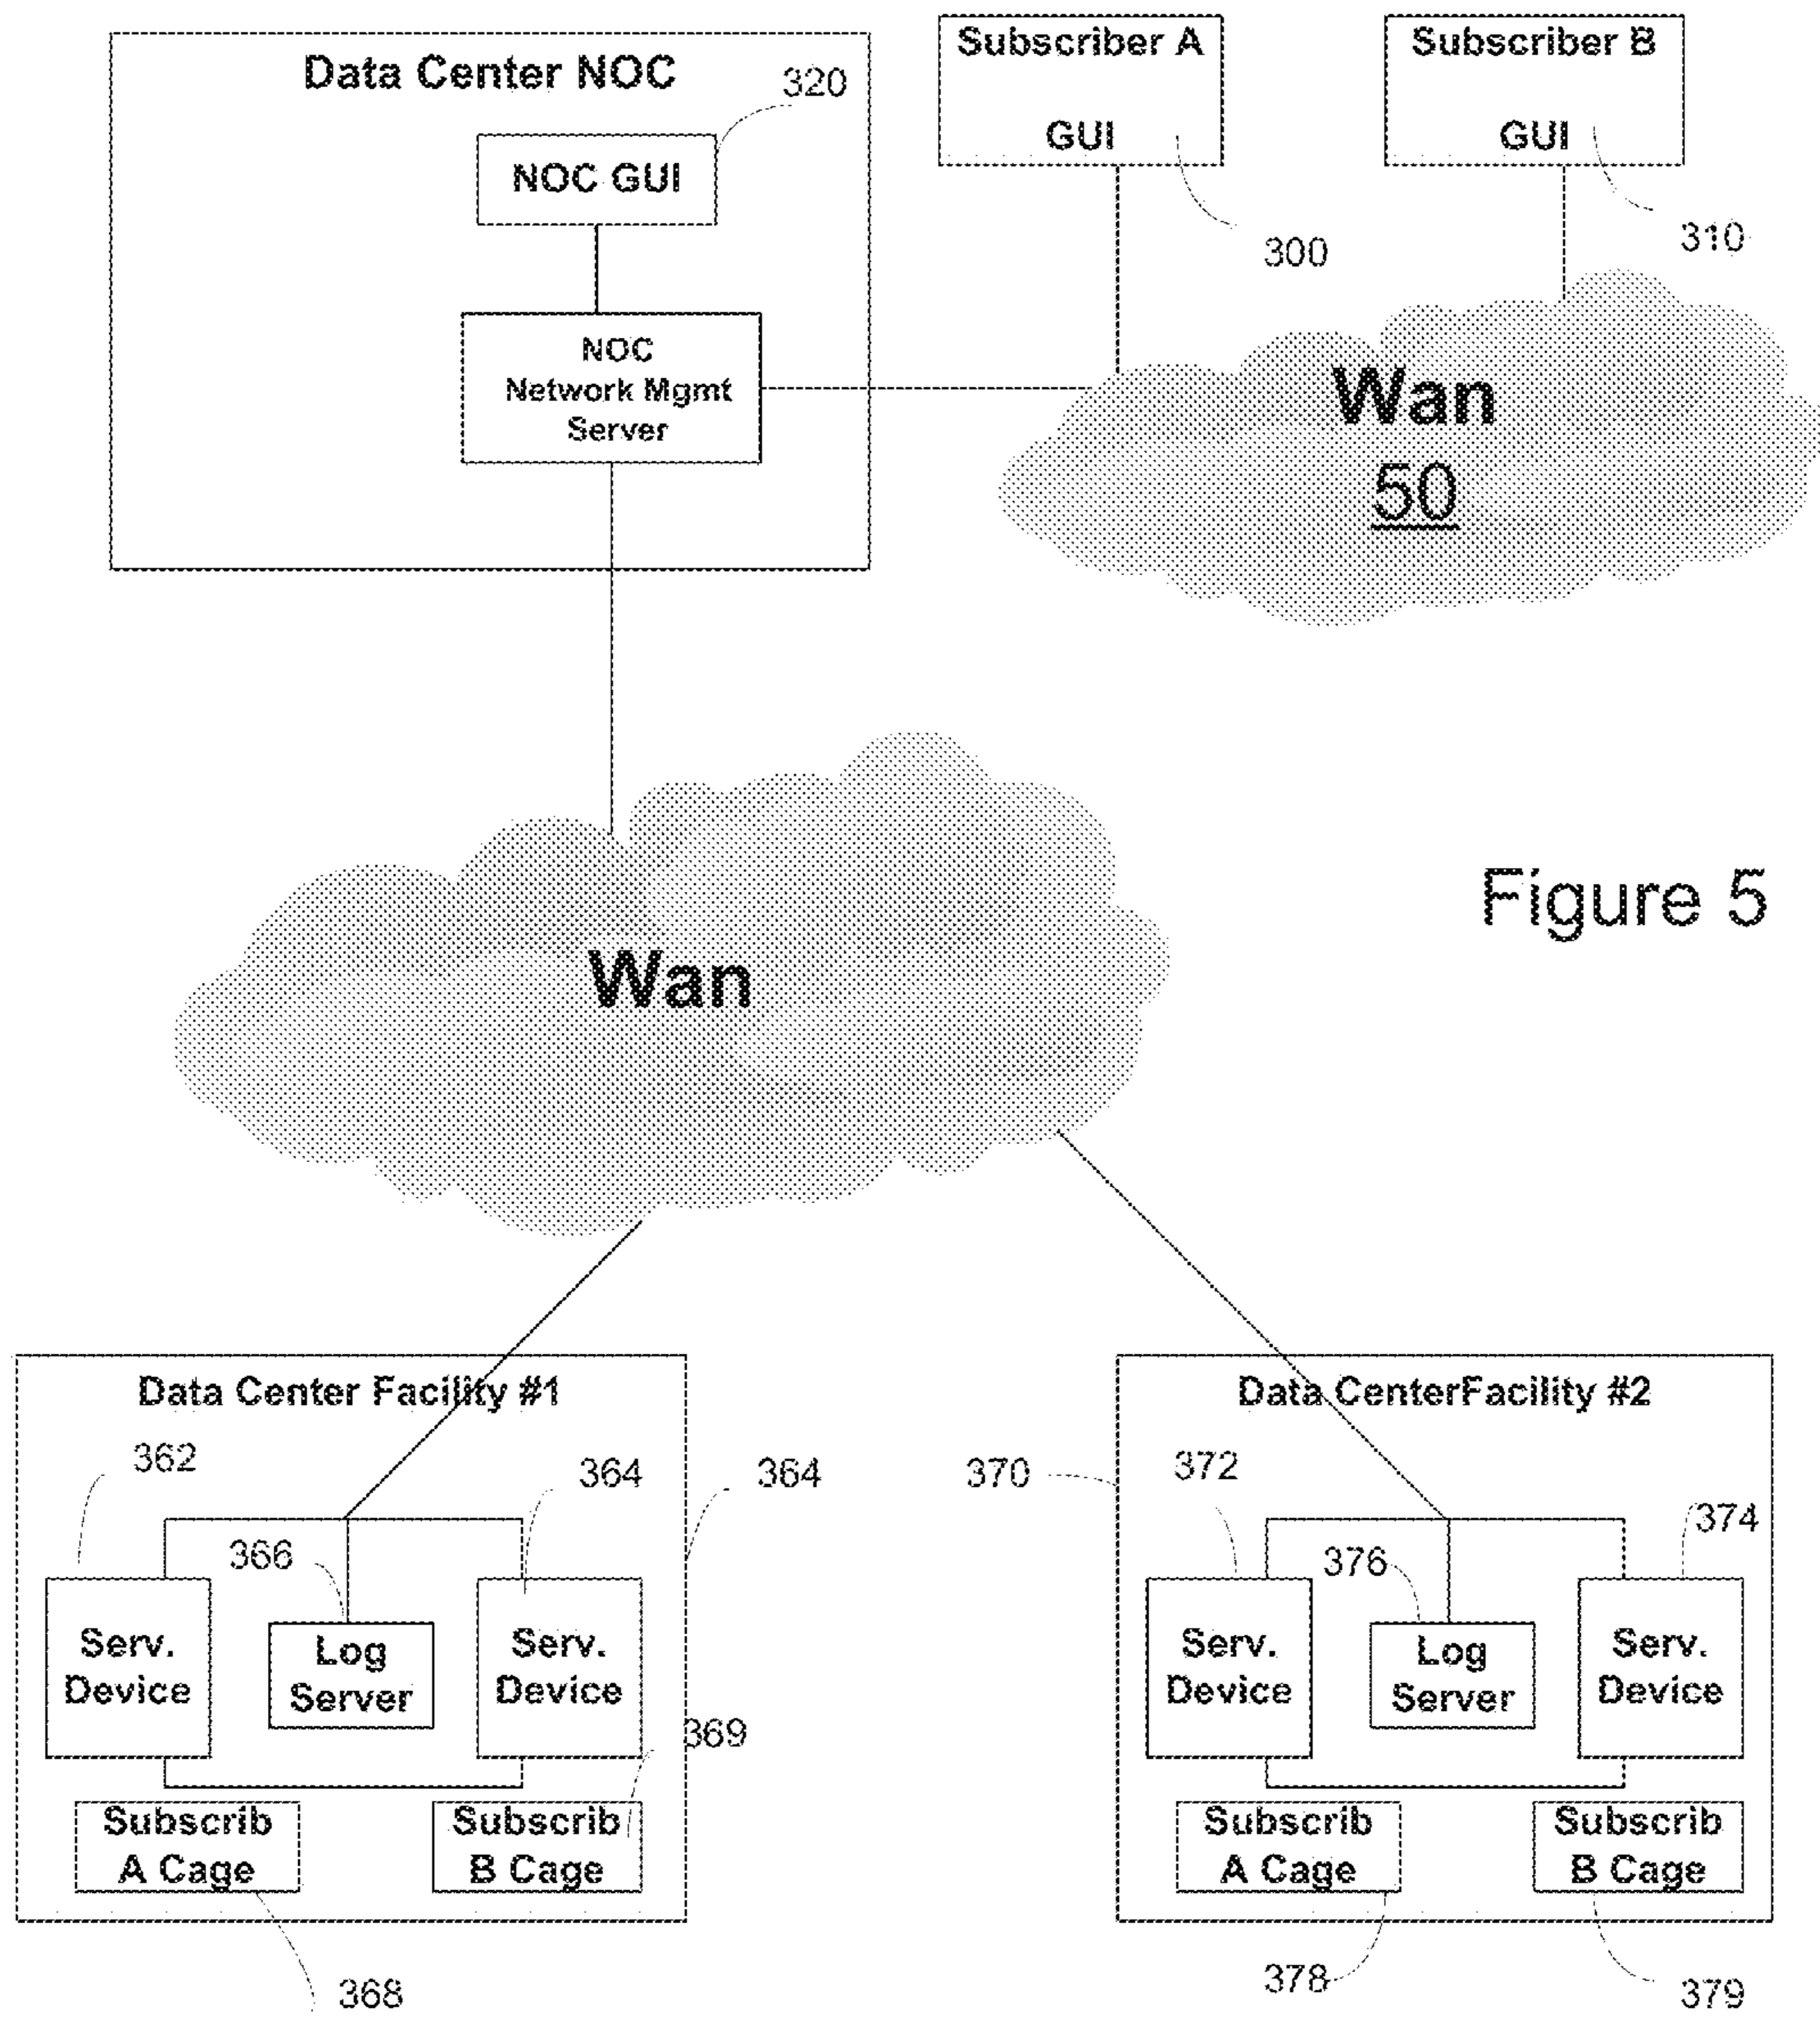 Data Center NOC
320
NOC GUI
NOC
Network Mgmt
Server
Subscriber A
GUI
300
Subscriber B
GUI
310
Wan
50
Wan
Figure 5
Data Center Facility #1
362
364
364
366
Serv.
Device
Log
Server
Serv.
Device
369
Subscrib
A Cage
Subscrib
B Cage
368
Data CenterFacility #2
370
372
374
376
Serv.
Device
Log
Server
Serv.
Device
Subscrib
A Cage
Subscrib
B Cage
378
379